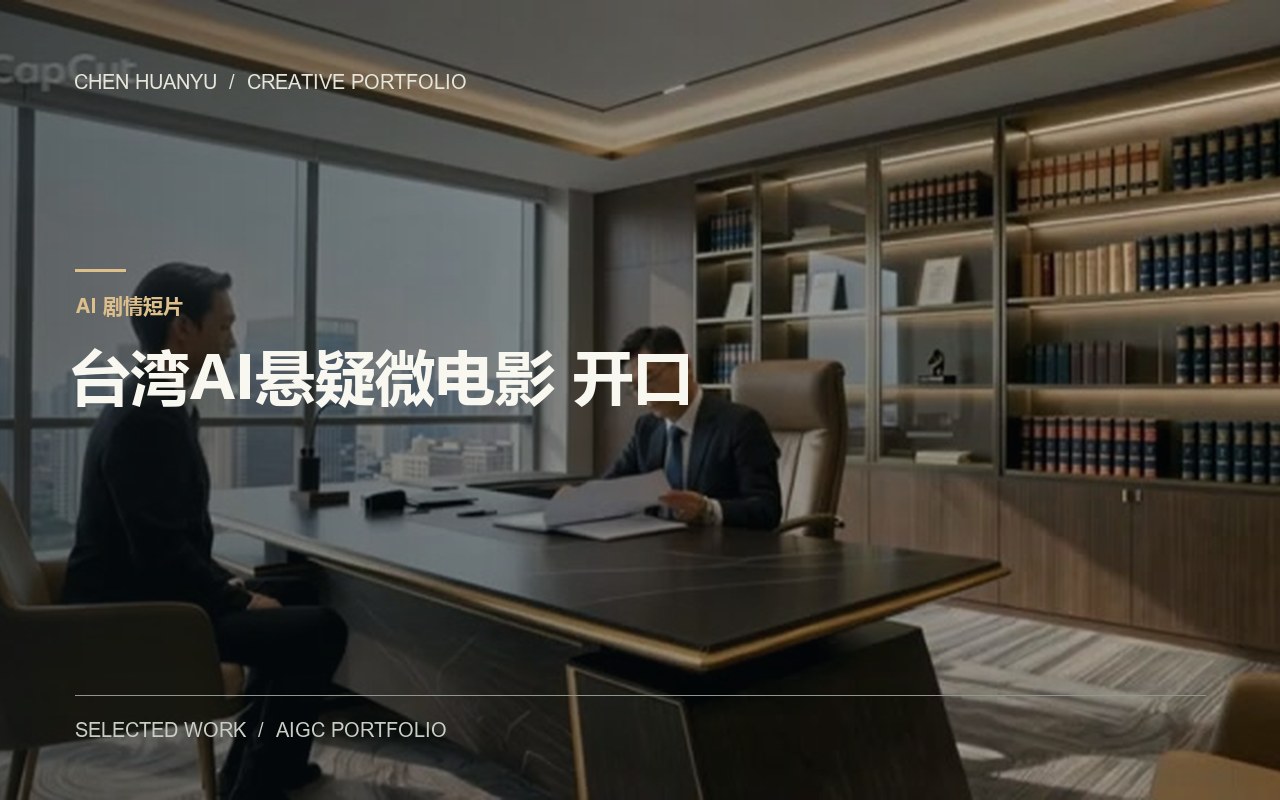 CapCut
CHEN HUANYU / CREATIVE PORTFOLIO
AI 剧情短片
台湾AI悬疑微电影 开口
SELECTED WORK / AIGC PORTFOLIO